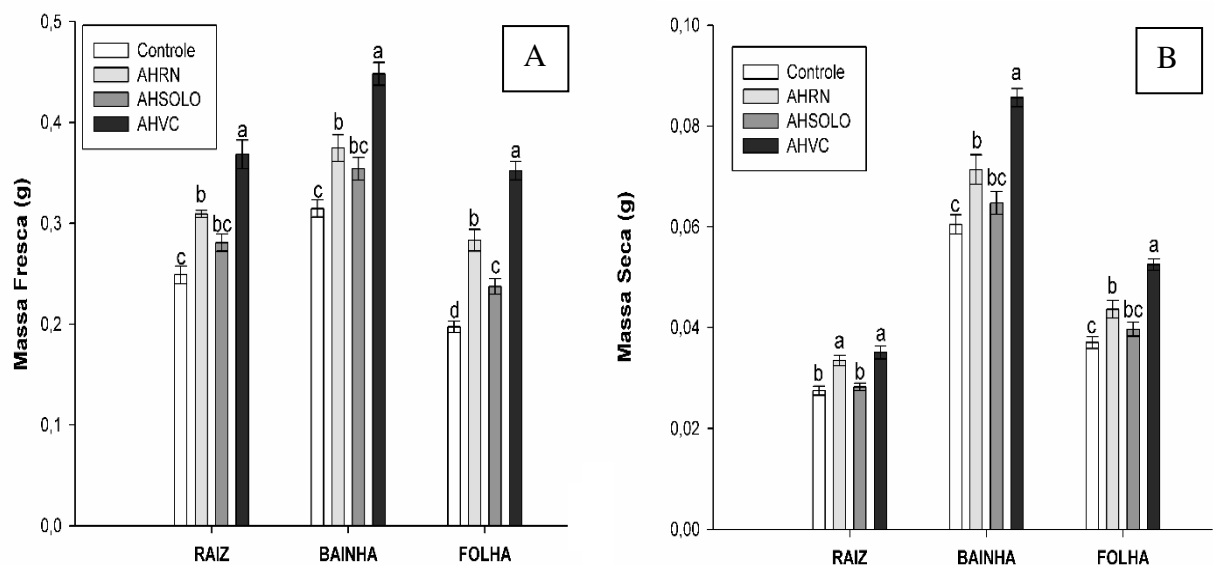 A
Massa Fresca (g)
0,5
0,4
0,3
0,2
0,1
0,0
Controle
AHRN
AHSOLO
AHVC
c
b
bc
a
c
b
bc
a
d
b
c
a
RAIZ
BAINHA
FOLHA
B
Massa Seca (g)
0,10
0,08
0,06
0,04
0,02
0,00
Controle
AHRN
AHSOLO
AHVC
b
a
b
a
c
b
bc
a
c
b
bc
a
RAIZ
BAINHA
FOLHA